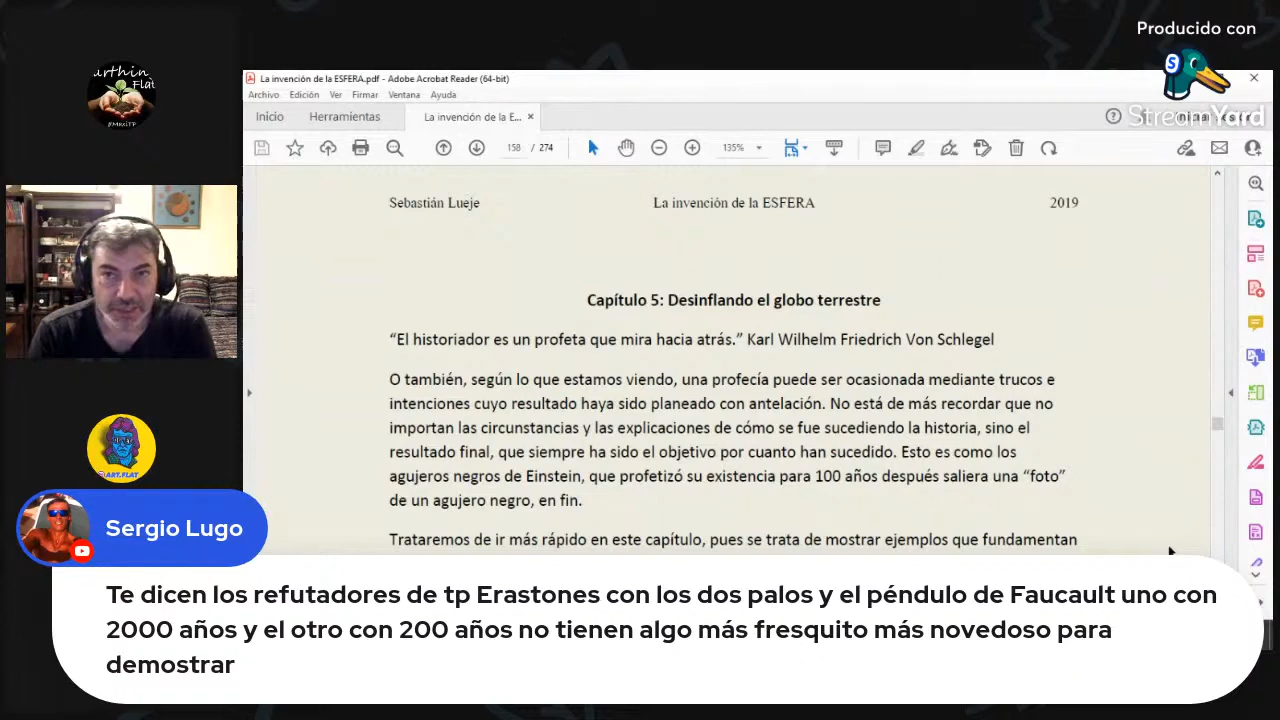 Producido con
StreamYard
arthin
Flat
#MaxiTP
La invención de la ESFERA.pdf - Adobe Acrobat Reader (64-bit)
Archivo Edición Ver Firmar Ventana Ayuda
Inicio Herramientas La invención de la E...
158 / 274 135%
Sebastián Lueje La invención de la ESFERA 2019
Capítulo 5: Desinflando el globo terrestre
“El historiador es un profeta que mira hacia atrás.” Karl Wilhelm Friedrich Von Schlegel
O también, según lo que estamos viendo, una profecía puede ser ocasionada mediante trucos e
intenciones cuyo resultado haya sido planeado con antelación. No está de más recordar que no
importan las circunstancias y las explicaciones de cómo se fue sucediendo la historia, sino el
resultado final, que siempre ha sido el objetivo por cuanto han sucedido. Esto es como los
agujeros negros de Einstein, que profetizó su existencia para 100 años después saliera una “foto”
de un agujero negro, en fin.
Trataremos de ir más rápido en este capítulo, pues se trata de mostrar ejemplos que fundamentan
@ART.FLAT
Sergio Lugo
Te dicen los refutadores de tp Erastones con los dos palos y el péndulo de Faucault uno con
2000 años y el otro con 200 años no tienen algo más fresquito más novedoso para
demostrar